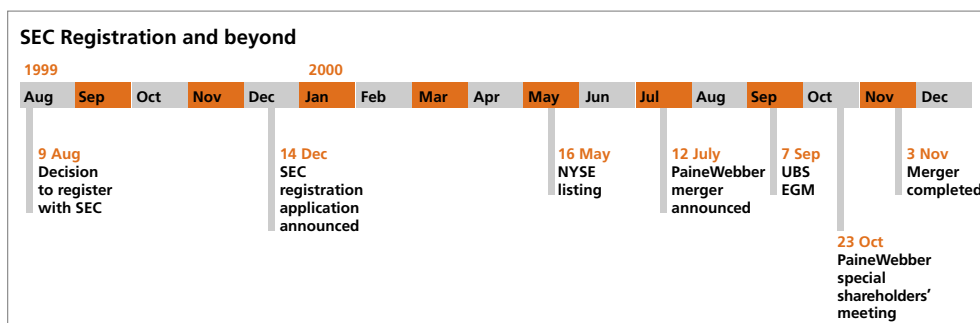 SEC Registration and beyond
1999 2000
Aug Sep Oct Nov Dec Jan Feb Mar Apr May Jun Jul Aug Sep Oct Nov Dec
9 Aug
Decision
to register
with SEC
14 Dec
SEC
registration
application
announced
16 May
NYSE
listing
12 July
PaineWebber
merger
announced
7 Sep
UBS
EGM
23 Oct
PaineWebber
special
shareholders’
meeting
3 Nov
Merger
completed